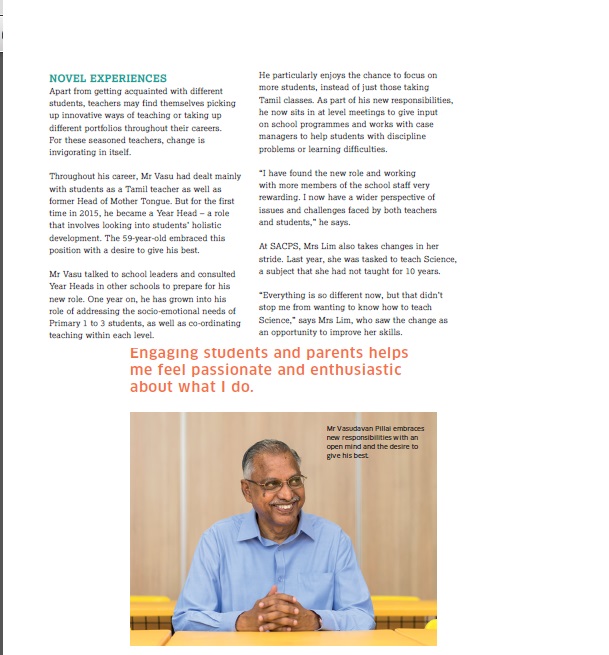 NOVEL EXPERIENCES
Apart from getting acquainted with different
students, teachers may find themselves picking
up innovative ways of teaching or taking up
different portfolios throughout their careers.
For these seasoned teachers, change is
invigorating in itself.
Throughout his career, Mr Vasu had dealt mainly
with students as a Tamil teacher as well as
former Head of Mother Tongue. But for the first
time in 2015, he became a Year Head – a role
that involves looking into students’ holistic
development. The 59-year-old embraced this
position with a desire to give his best.
Mr Vasu talked to school leaders and consulted
Year Heads in other schools to prepare for his
new role. One year on, he has grown into his
role of addressing the socio-emotional needs of
Primary 1 to 3 students, as well as co-ordinating
teaching within each level.
He particularly enjoys the chance to focus on
more students, instead of just those taking
Tamil classes. As part of his new responsibilities,
he now sits in at level meetings to give input
on school programmes and works with case
managers to help students with discipline
problems or learning difficulties.
“I have found the new role and working
with more members of the school staff very
rewarding. I now have a wider perspective of
issues and challenges faced by both teachers
and students,” he says.
At SACPS, Mrs Lim also takes changes in her
stride. Last year, she was tasked to teach Science,
a subject that she had not taught for 10 years.
“Everything is so different now, but that didn’t
stop me from wanting to know how to teach
Science,” says Mrs Lim, who saw the change as
an opportunity to improve her skills.
Engaging students and parents helps
me feel passionate and enthusiastic
about what I do.
Mr Vasudavan Pillai embraces
new responsibilities with an
open mind and the desire to
give his best.